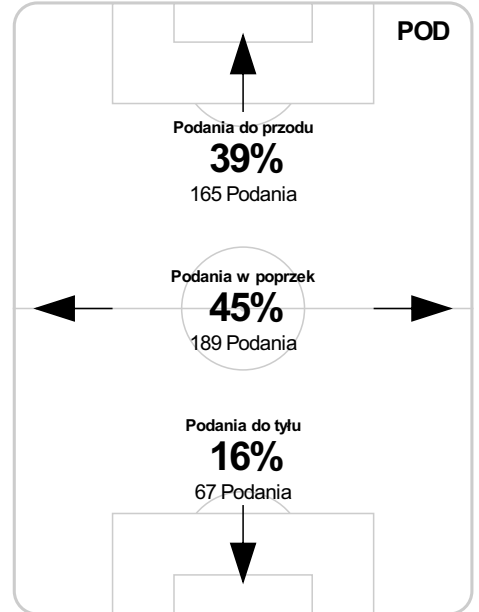 POD
Podania do przodu
39%
165 Podania
Podania w poprzek
45%
189 Podania
Podania do tyłu
16%
67 Podania